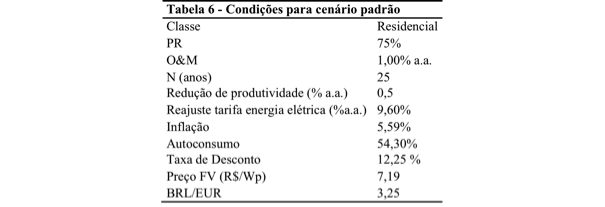 Tabela 6 - Condições para cenário padrão
Classe Residencial
PR 75%
O&M 1,00% a.a.
N (anos) 25
Redução de produtividade (% a.a.) 0,5
Reajuste tarifa energia elétrica (%a.a.) 9,60%
Inflação 5,59%
Autoconsumo 54,30%
Taxa de Desconto 12,25 %
Preço FV (R$/Wp) 7,19
BRL/EUR 3,25